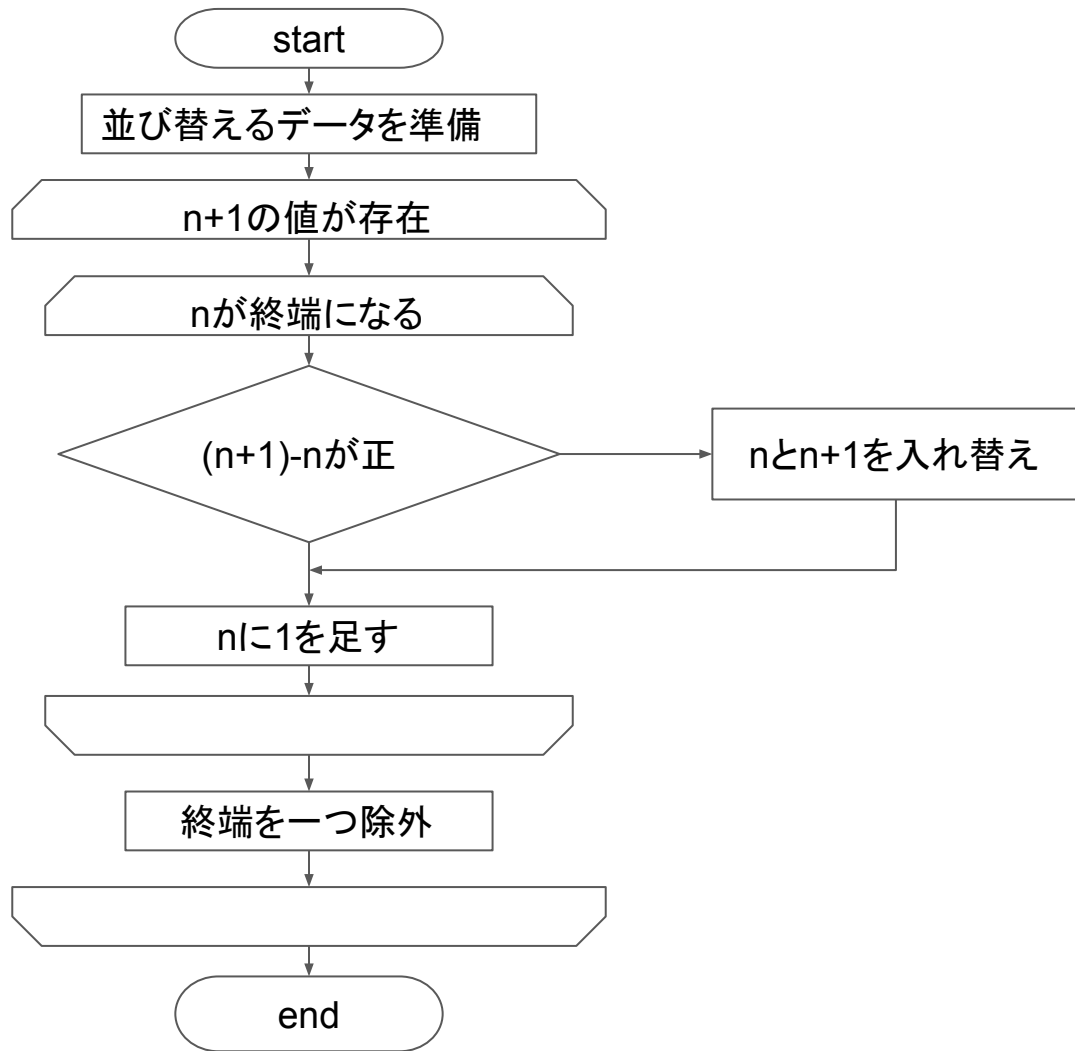 start
並び替えるデータを準備
n+1の値が存在
nが終端になる
(n+1)-nが正
nとn+1を入れ替え
nに1を足す
終端を一つ除外
end